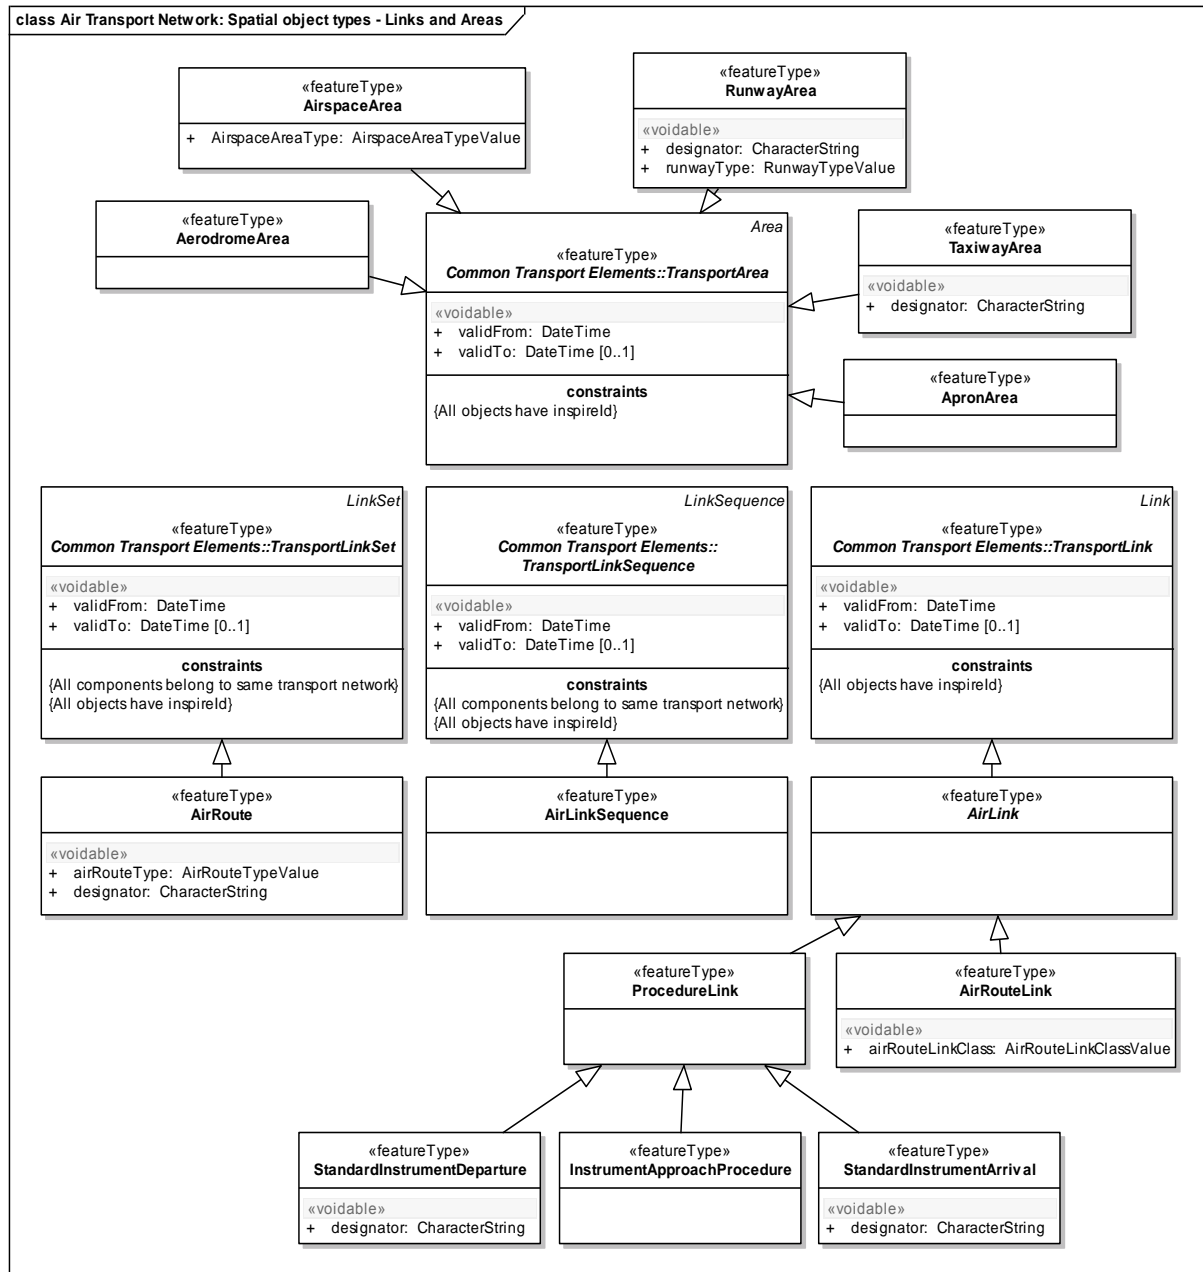 class Air Transport Network: Spatial object types - Links and Areas
«featureType»
AirspaceArea
+ AirspaceAreaType: AirspaceAreaTypeValue
«featureType»
RunwayArea
«voidable»
+ designator: CharacterString
+ runwayType: RunwayTypeValue
«featureType»
AerodromeArea
Area
«featureType»
Common Transport Elements::TransportArea
«voidable»
+ validFrom: DateTime
+ validTo: DateTime [0..1]
constraints
{All objects have inspireId}
«featureType»
TaxiwayArea
«voidable»
+ designator: CharacterString
«featureType»
ApronArea
LinkSet
«featureType»
Common Transport Elements::TransportLinkSet
«voidable»
+ validFrom: DateTime
+ validTo: DateTime [0..1]
constraints
{All components belong to same transport network}
{All objects have inspireId}
LinkSequence
«featureType»
Common Transport Elements::
TransportLinkSequence
«voidable»
+ validFrom: DateTime
+ validTo: DateTime [0..1]
constraints
{All components belong to same transport network}
{All objects have inspireId}
Link
«featureType»
Common Transport Elements::TransportLink
«voidable»
+ validFrom: DateTime
+ validTo: DateTime [0..1]
constraints
{All objects have inspireId}
«featureType»
AirRoute
«voidable»
+ airRouteType: AirRouteTypeValue
+ designator: CharacterString
«featureType»
AirLinkSequence
«featureType»
AirLink
«featureType»
ProcedureLink
«featureType»
AirRouteLink
«voidable»
+ airRouteLinkClass: AirRouteLinkClassValue
«featureType»
StandardInstrumentDeparture
«voidable»
+ designator: CharacterString
«featureType»
InstrumentApproachProcedure
«featureType»
StandardInstrumentArrival
«voidable»
+ designator: CharacterString